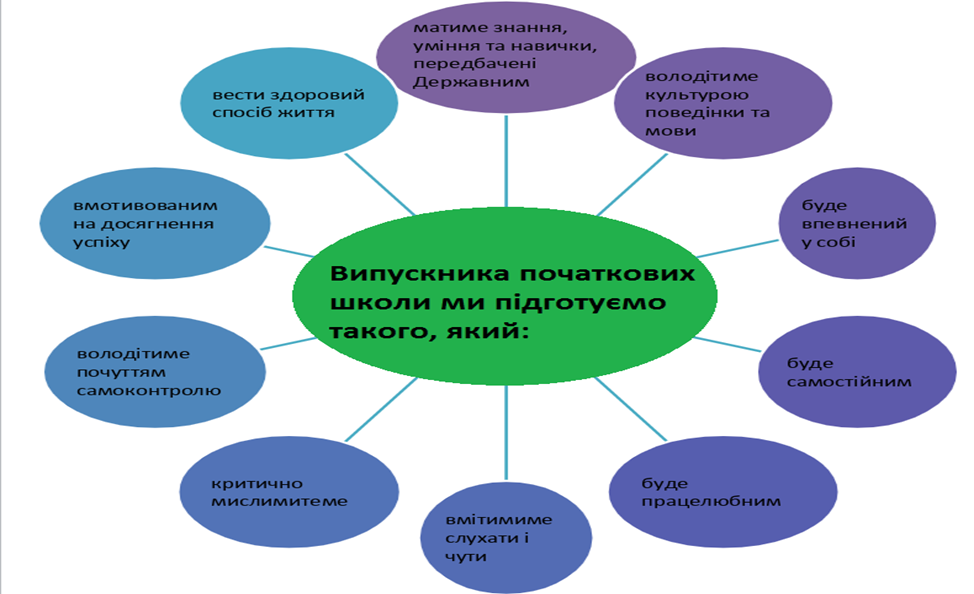 матиме знання,
уміння та навички,
передбачені
Державним
володітиме
культурою
поведінки та
мови
буде
впевнений
у собі
буде
самостійним
буде
працелюбним
вмітимиме
слухати і
чути
критично
мислимитеме
володітиме
почуттям
самоконтролю
вмотивованим
на досягнення
успіху
вести здоровий
спосіб життя
Випускника початкових
школи ми підготуємо
такого, який: